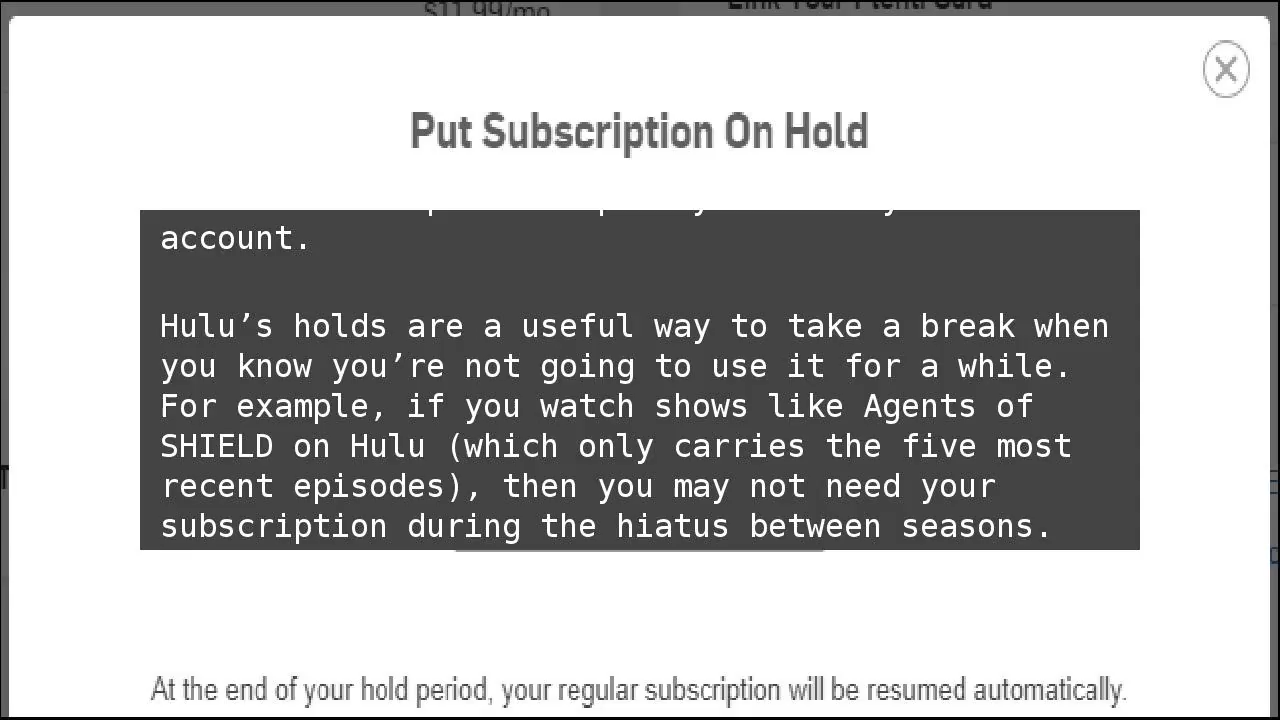 $11.99/mo
Put Subscription On Hold
account.
Hulu’s holds are a useful way to take a break when
you know you’re not going to use it for a while.
For example, if you watch shows like Agents of
SHIELD on Hulu (which only carries the five most
recent episodes), then you may not need your
subscription during the hiatus between seasons.
At the end of your hold period, your regular subscription will be resumed automatically.